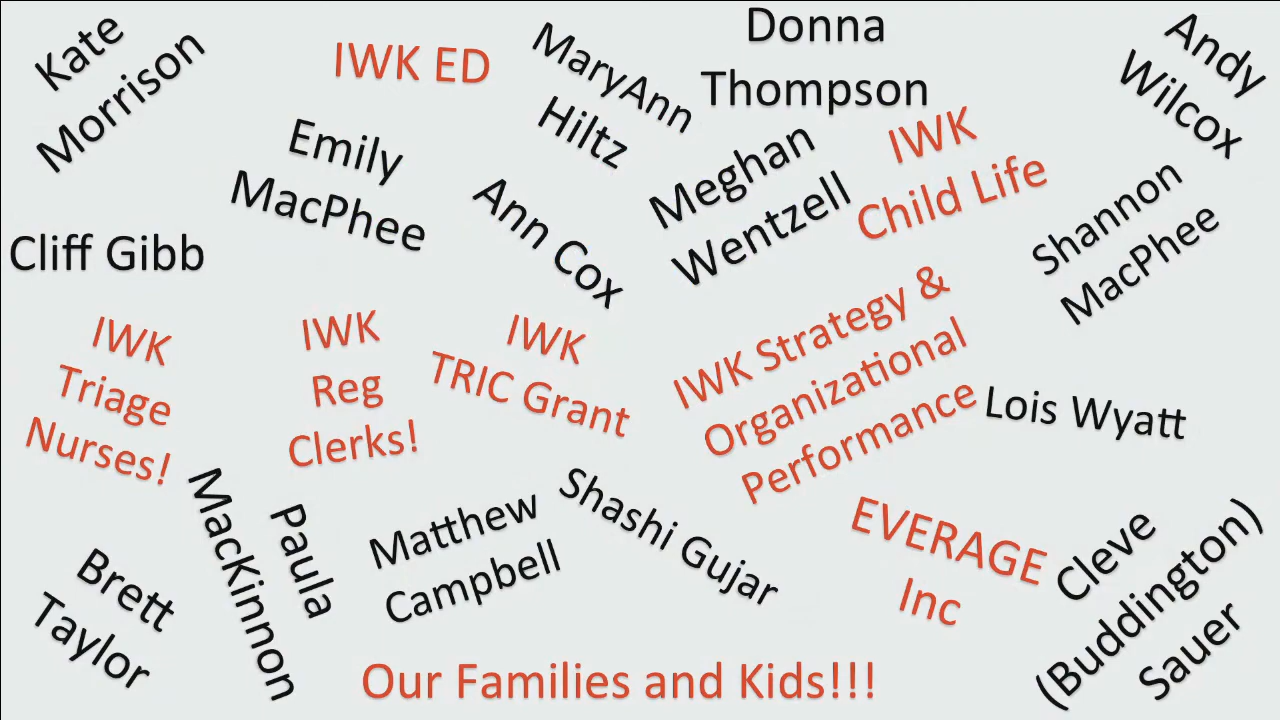 Kate
Morrison
IWK ED
MaryAnn
Hiltz
Donna
Thompson
Andy
Wilcox
Emily
MacPhee
Ann Cox
Meghan
Wentzell
IWK
Child Life
Shannon
MacPhee
Cliff Gibb
IWK
Triage
Nurses!
IWK
Reg
Clerks!
IWK
TRIC Grant
IWK Strategy &
Organizational
Performance
Lois Wyatt
Brett
Taylor
Paula
MacKinnon
Matthew
Campbell
Shashi Gujar
EVERAGE
Inc
Cleve
(Buddington)
Sauer
Our Families and Kids!!!